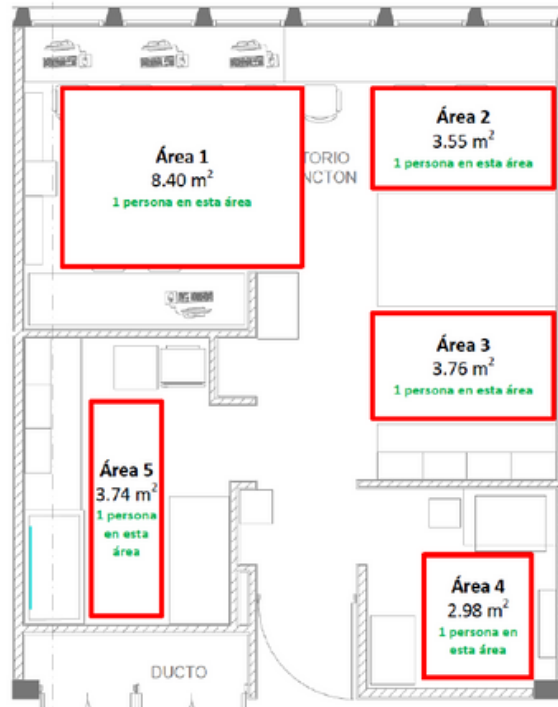 Área 1
8.40 m²
1 persona en esta área
Área 2
3.55 m²
1 persona en esta área
Área 3
3.76 m²
1 persona en esta área
Área 5
3.74 m²
1 persona
en esta
área
Área 4
2.98 m²
1 persona en
esta área
DUCTO